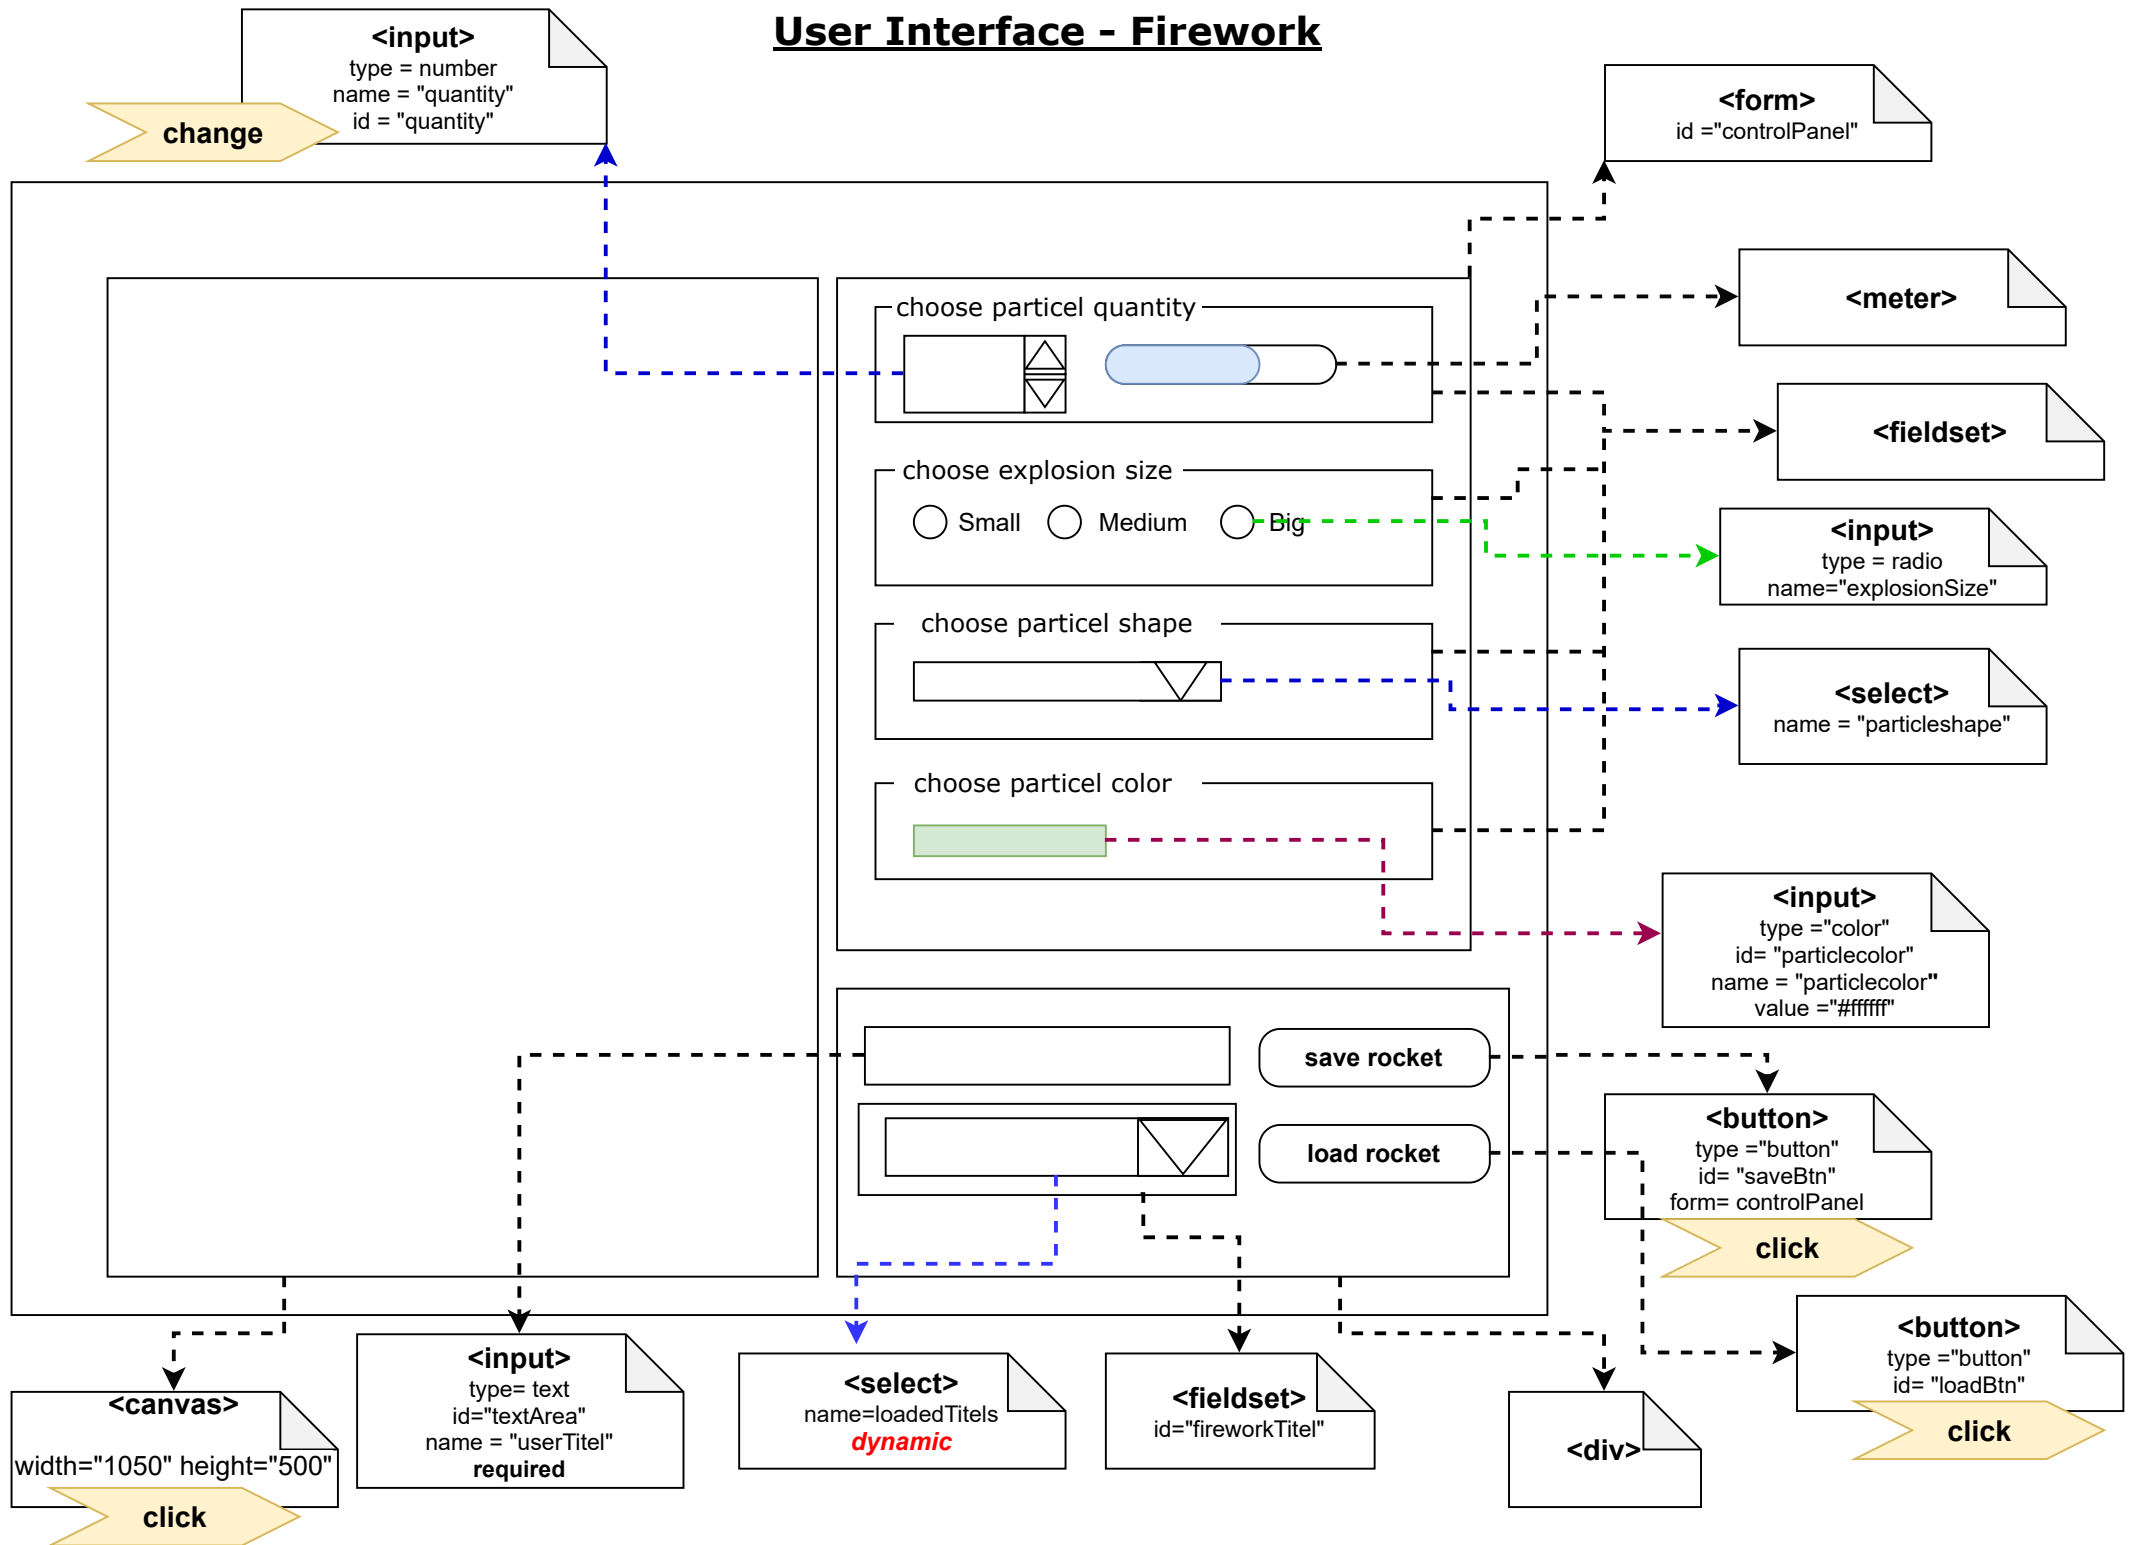 User Interface - Firework
<input>
type = number
name = "quantity"
id = "quantity"
change
<form>
id ="controlPanel"
<meter>
<fieldset>
choose particel quantity
choose explosion size
Small
Medium
Big
<input>
type = radio
name="explosionSize"
choose particel shape
<select>
name = "particleshape"
choose particel color
<input>
type ="color"
id= "particlecolor"
name = "particlecolor"
value ="#ffffff"
save rocket
load rocket
<button>
type ="button"
id= "saveBtn"
form= controlPanel
click
<button>
type ="button"
id= "loadBtn"
click
<canvas>
width="1050" height="500"
click
<input>
type= text
id="textArea"
name = "userTitel"
required
<select>
name=loadedTitels
dynamic
<fieldset>
id="fireworkTitel"
<div>